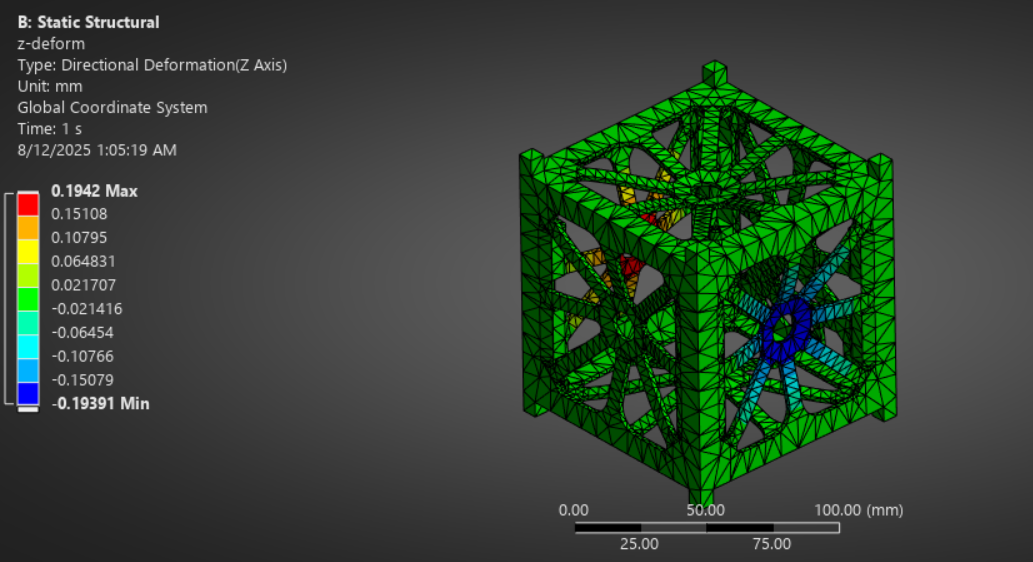 B: Static Structural
z-deform
Type: Directional Deformation(Z Axis)
Unit: mm
Global Coordinate System
Time: 1 s
8/12/2025 1:05:19 AM
0.1942 Max
0.15108
0.10795
0.064831
0.021707
-0.021416
-0.06454
-0.10766
-0.15079
-0.19391 Min
0.00 50.00 100.00 (mm)
25.00 75.00